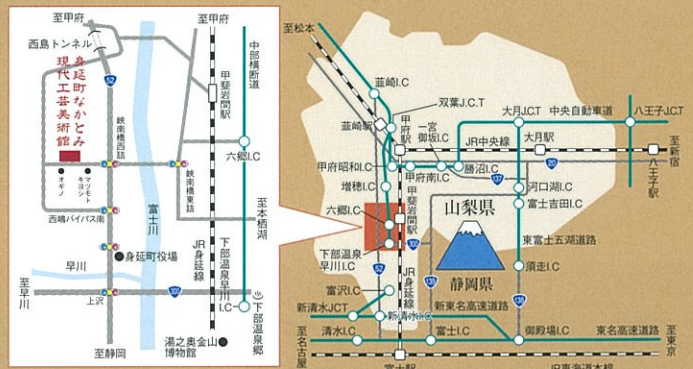 至甲府
至甲府
西島トンネル
身延町なかとみ
現代工芸美術館
52
峡南橋西詰
オギノ
マツモトキヨシ
西嶋バイパス南
身延町役場
早川
至早川
上沢
300
至静岡
富士川
甲斐岩間駅
中部横断道
六郷I.C
峡南橋東詰
至本栖湖
JR身延線
下部温泉早川I.C
下部温泉郷
湯之奥金山博物館
至松本
韮崎I.C
双葉J.C.T
韮崎駅
甲府駅
一宮御坂I.C
大月J.C.T
中央自動車道
八王子J.C.T
JR中央線
大月駅
至新宿
20
八王子駅
甲府昭和I.C
甲府南I.C
勝沼I.C
137
増穂I.C
甲斐岩間駅
河口湖I.C
富士吉田I.C
山梨県
六郷I.C
300
下部温泉早川I.C
東富士五湖道路
52
139
静岡県
須走I.C
富沢I.C
JR身延線
138
新清水JCT
新清水I.C
新東名高速道路
清水I.C
富士I.C
御殿場I.C
東名高速道路
至名古屋
至東京
富士駅
JR東海道本線